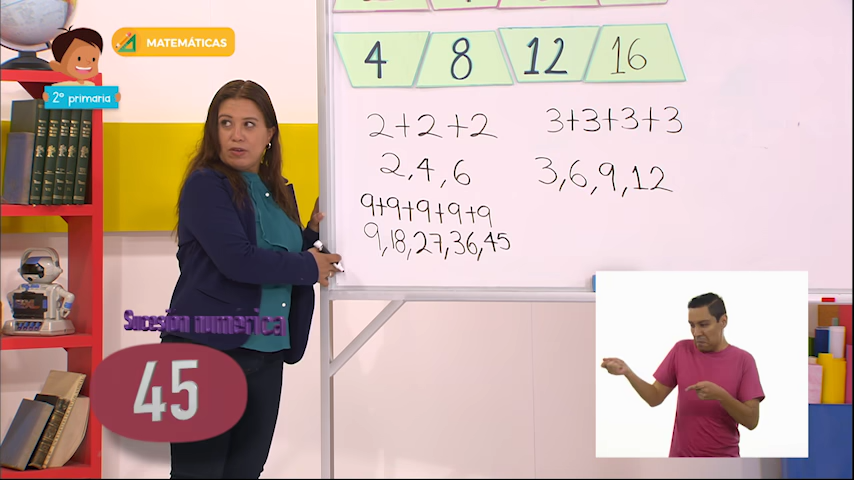 MATEMÁTICAS
2° primaria
4 8 12 16
2+2+2
2,4,6
3+3+3+3
3,6,9,12
9+9+9+9+9
9,18,27,36,45
Sucesión numérica
45